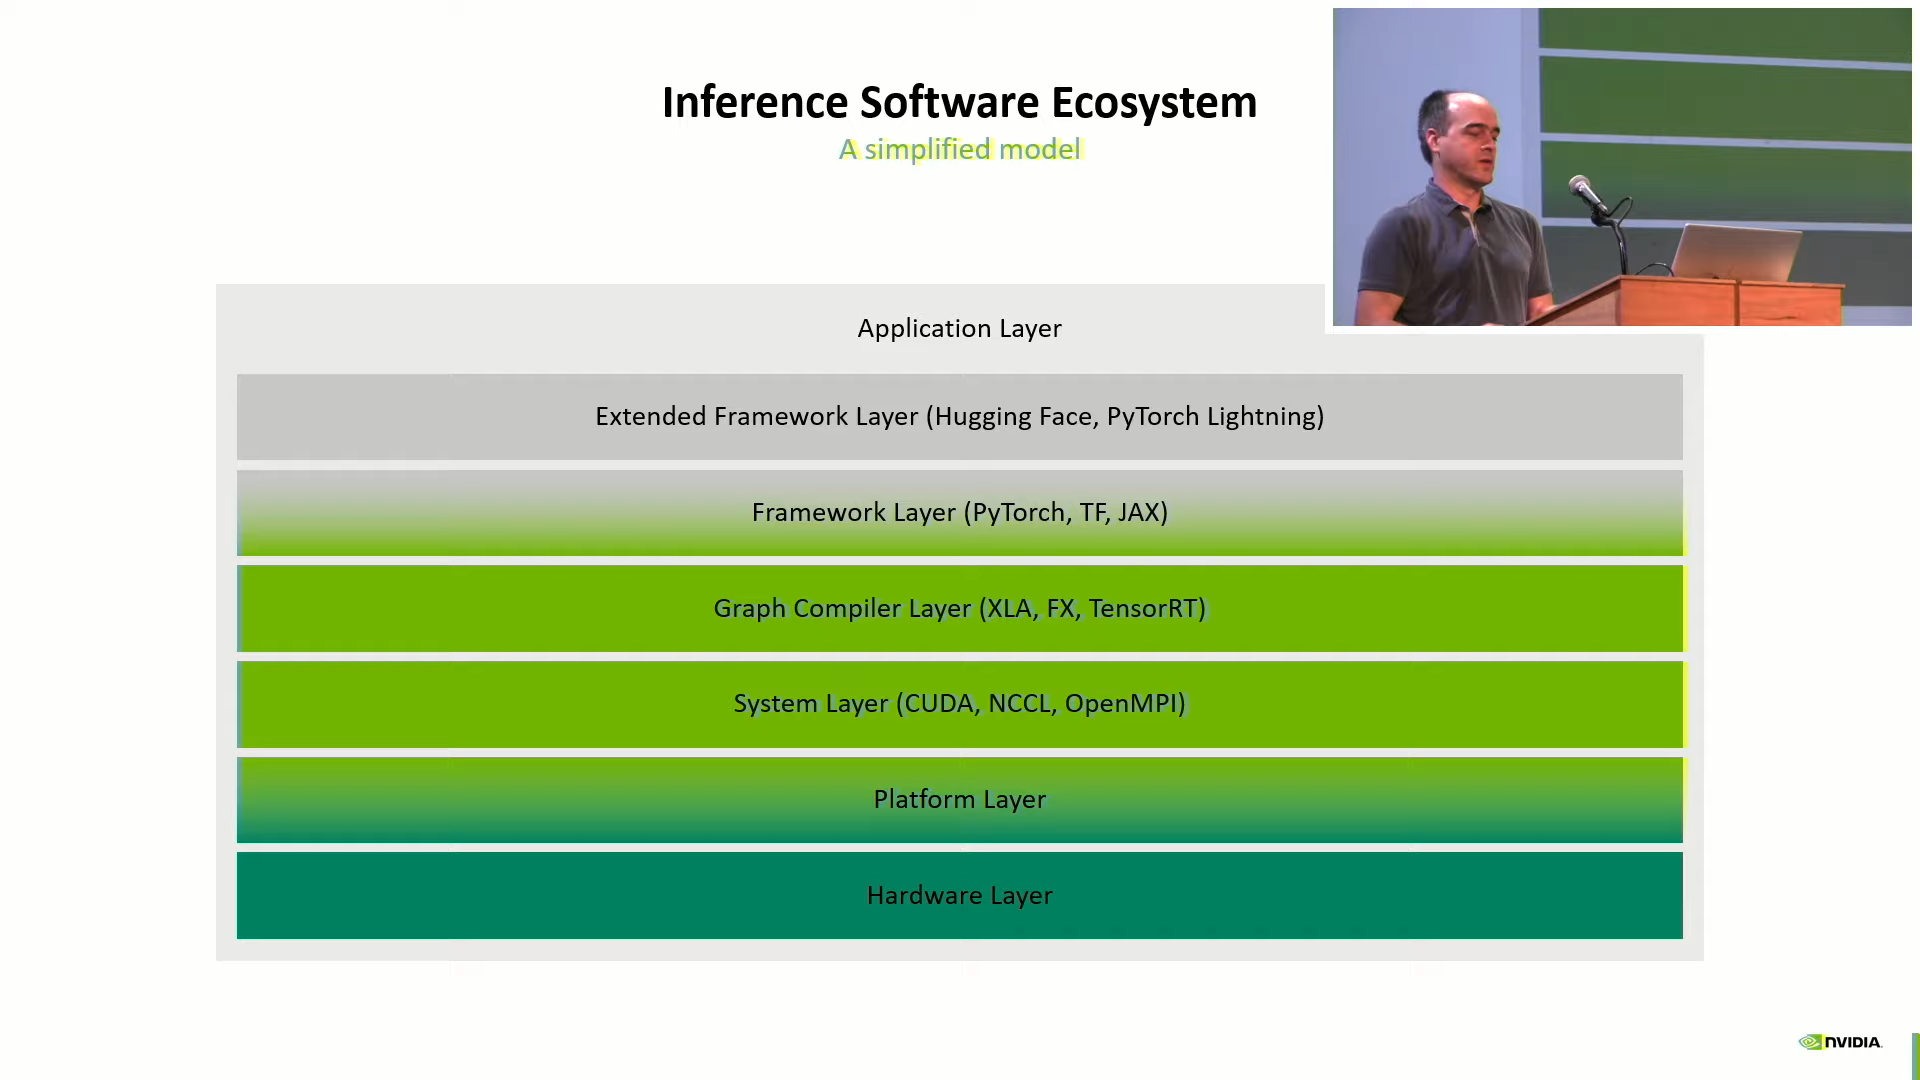 Inference Software Ecosystem
A simplified model
Application Layer
Extended Framework Layer (Hugging Face, PyTorch Lightning)
Framework Layer (PyTorch, TF, JAX)
Graph Compiler Layer (XLA, FX, TensorRT)
System Layer (CUDA, NCCL, OpenMPI)
Platform Layer
Hardware Layer
NVIDIA